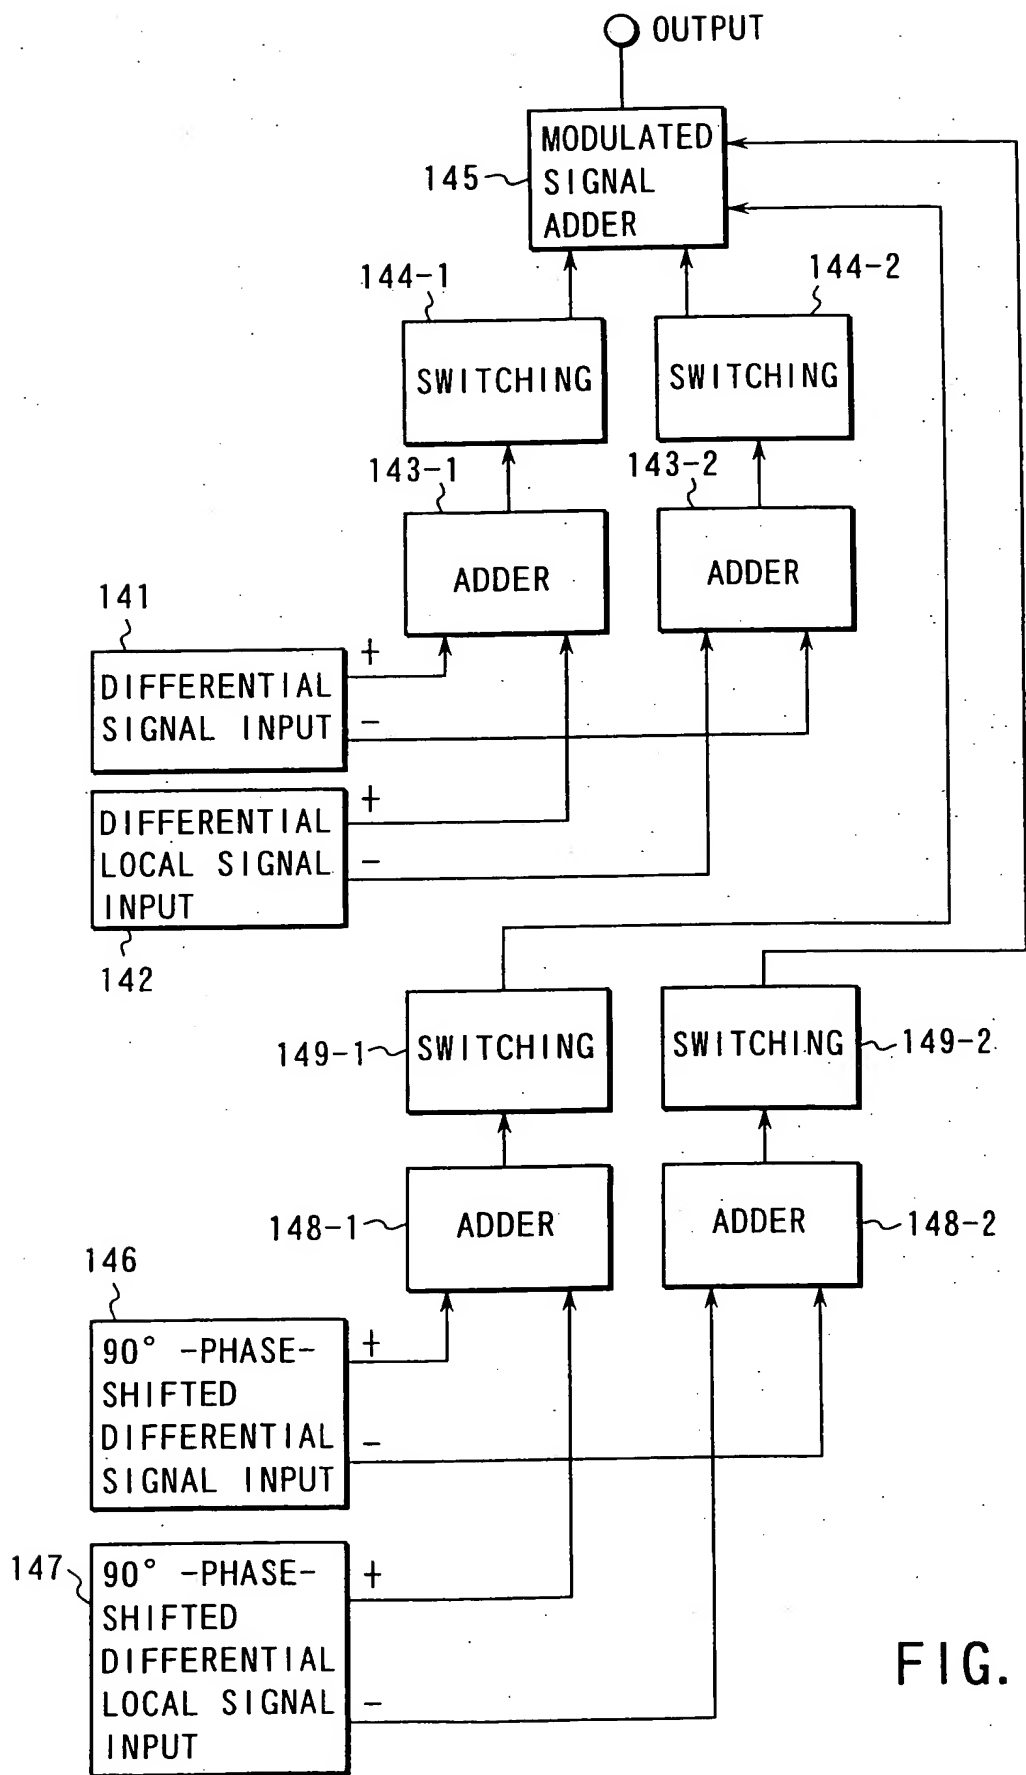 OUTPUT
MODULATED
SIGNAL
ADDER
145
144-1
144-2
SWITCHING
SWITCHING
143-1
143-2
ADDER
ADDER
141
DIFFERENTIAL
SIGNAL INPUT
+
-
DIFFERENTIAL
LOCAL SIGNAL
INPUT
+
-
142
149-1
SWITCHING
SWITCHING
149-2
148-1
ADDER
ADDER
148-2
146
90° -PHASE-
SHIFTED
DIFFERENTIAL
SIGNAL INPUT
+
-
147
90° -PHASE-
SHIFTED
DIFFERENTIAL
LOCAL SIGNAL
INPUT
+
-
FIG.